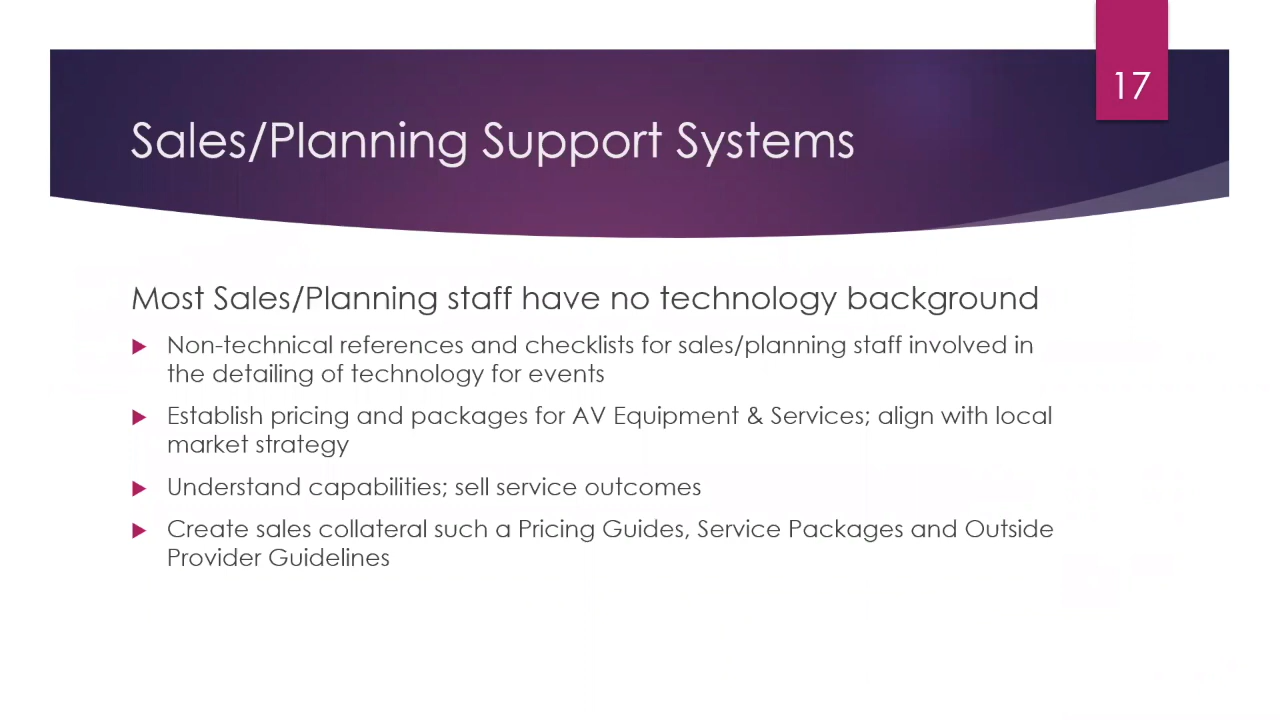 17
Sales/Planning Support Systems
Most Sales/Planning staff have no technology background
Non-technical references and checklists for sales/planning staff involved in
the detailing of technology for events
Establish pricing and packages for AV Equipment & Services; align with local
market strategy
Understand capabilities; sell service outcomes
Create sales collateral such a Pricing Guides, Service Packages and Outside
Provider Guidelines